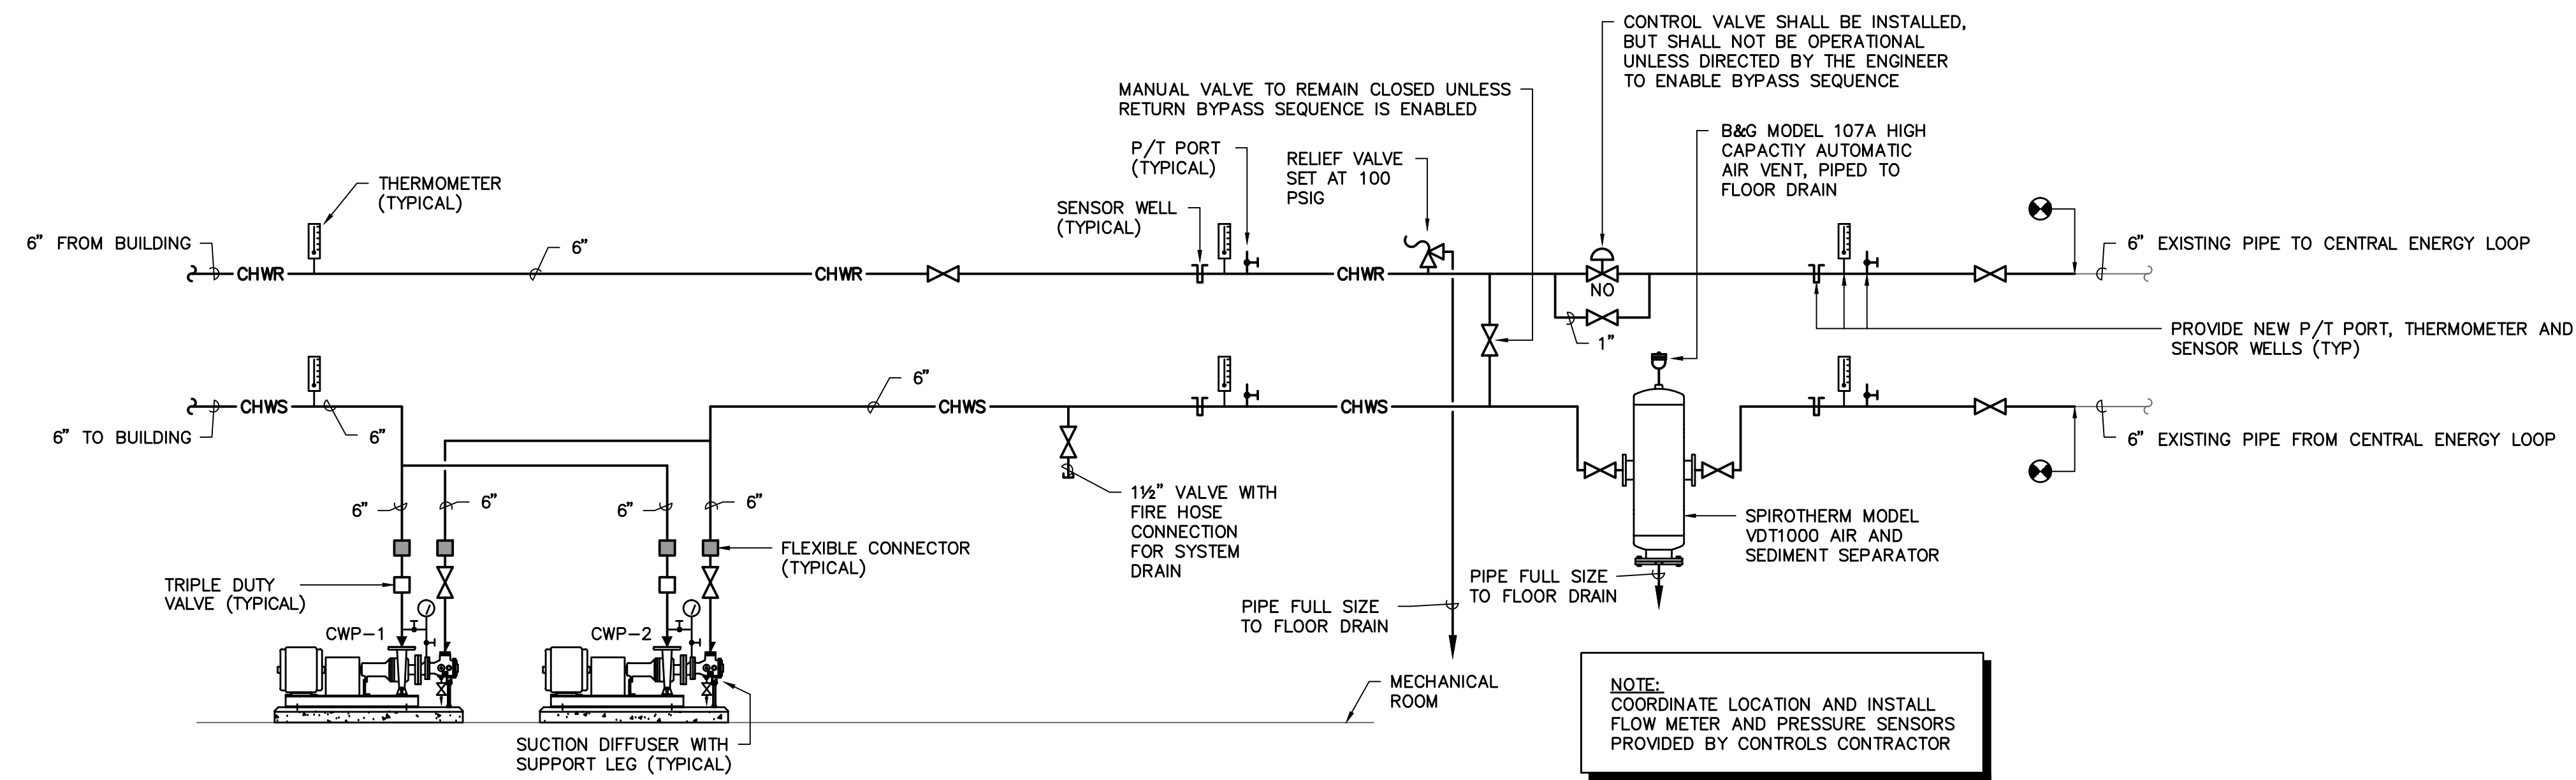 CONTROL VALVE SHALL BE INSTALLED,
BUT SHALL NOT BE OPERATIONAL
UNLESS DIRECTED BY THE ENGINEER
TO ENABLE BYPASS SEQUENCE
MANUAL VALVE TO REMAIN CLOSED UNLESS
RETURN BYPASS SEQUENCE IS ENABLED
B&G MODEL 107A HIGH
CAPACTIY AUTOMATIC
AIR VENT, PIPED TO
FLOOR DRAIN
P/T PORT
(TYPICAL)
RELIEF VALVE
SET AT 100
PSIG
THERMOMETER
(TYPICAL)
SENSOR WELL
(TYPICAL)
6" FROM BUILDING
6"
6" EXISTING PIPE TO CENTRAL ENERGY LOOP
CHWR
CHWR
CHWR
NO
1"
PROVIDE NEW P/T PORT, THERMOMETER AND
SENSOR WELLS (TYP)
6"
CHWS
CHWS
CHWS
6" TO BUILDING
6"
6" EXISTING PIPE FROM CENTRAL ENERGY LOOP
6"
6"
6"
6"
1½" VALVE WITH
FIRE HOSE
CONNECTION
FOR SYSTEM
DRAIN
SPIROTHERM MODEL
VDT1000 AIR AND
SEDIMENT SEPARATOR
FLEXIBLE CONNECTOR
(TYPICAL)
TRIPLE DUTY
VALVE (TYPICAL)
PIPE FULL SIZE
TO FLOOR DRAIN
PIPE FULL SIZE
TO FLOOR DRAIN
CWP-1
CWP-2
MECHANICAL
ROOM
SUCTION DIFFUSER WITH
SUPPORT LEG (TYPICAL)
NOTE:
COORDINATE LOCATION AND INSTALL
FLOW METER AND PRESSURE SENSORS
PROVIDED BY CONTROLS CONTRACTOR